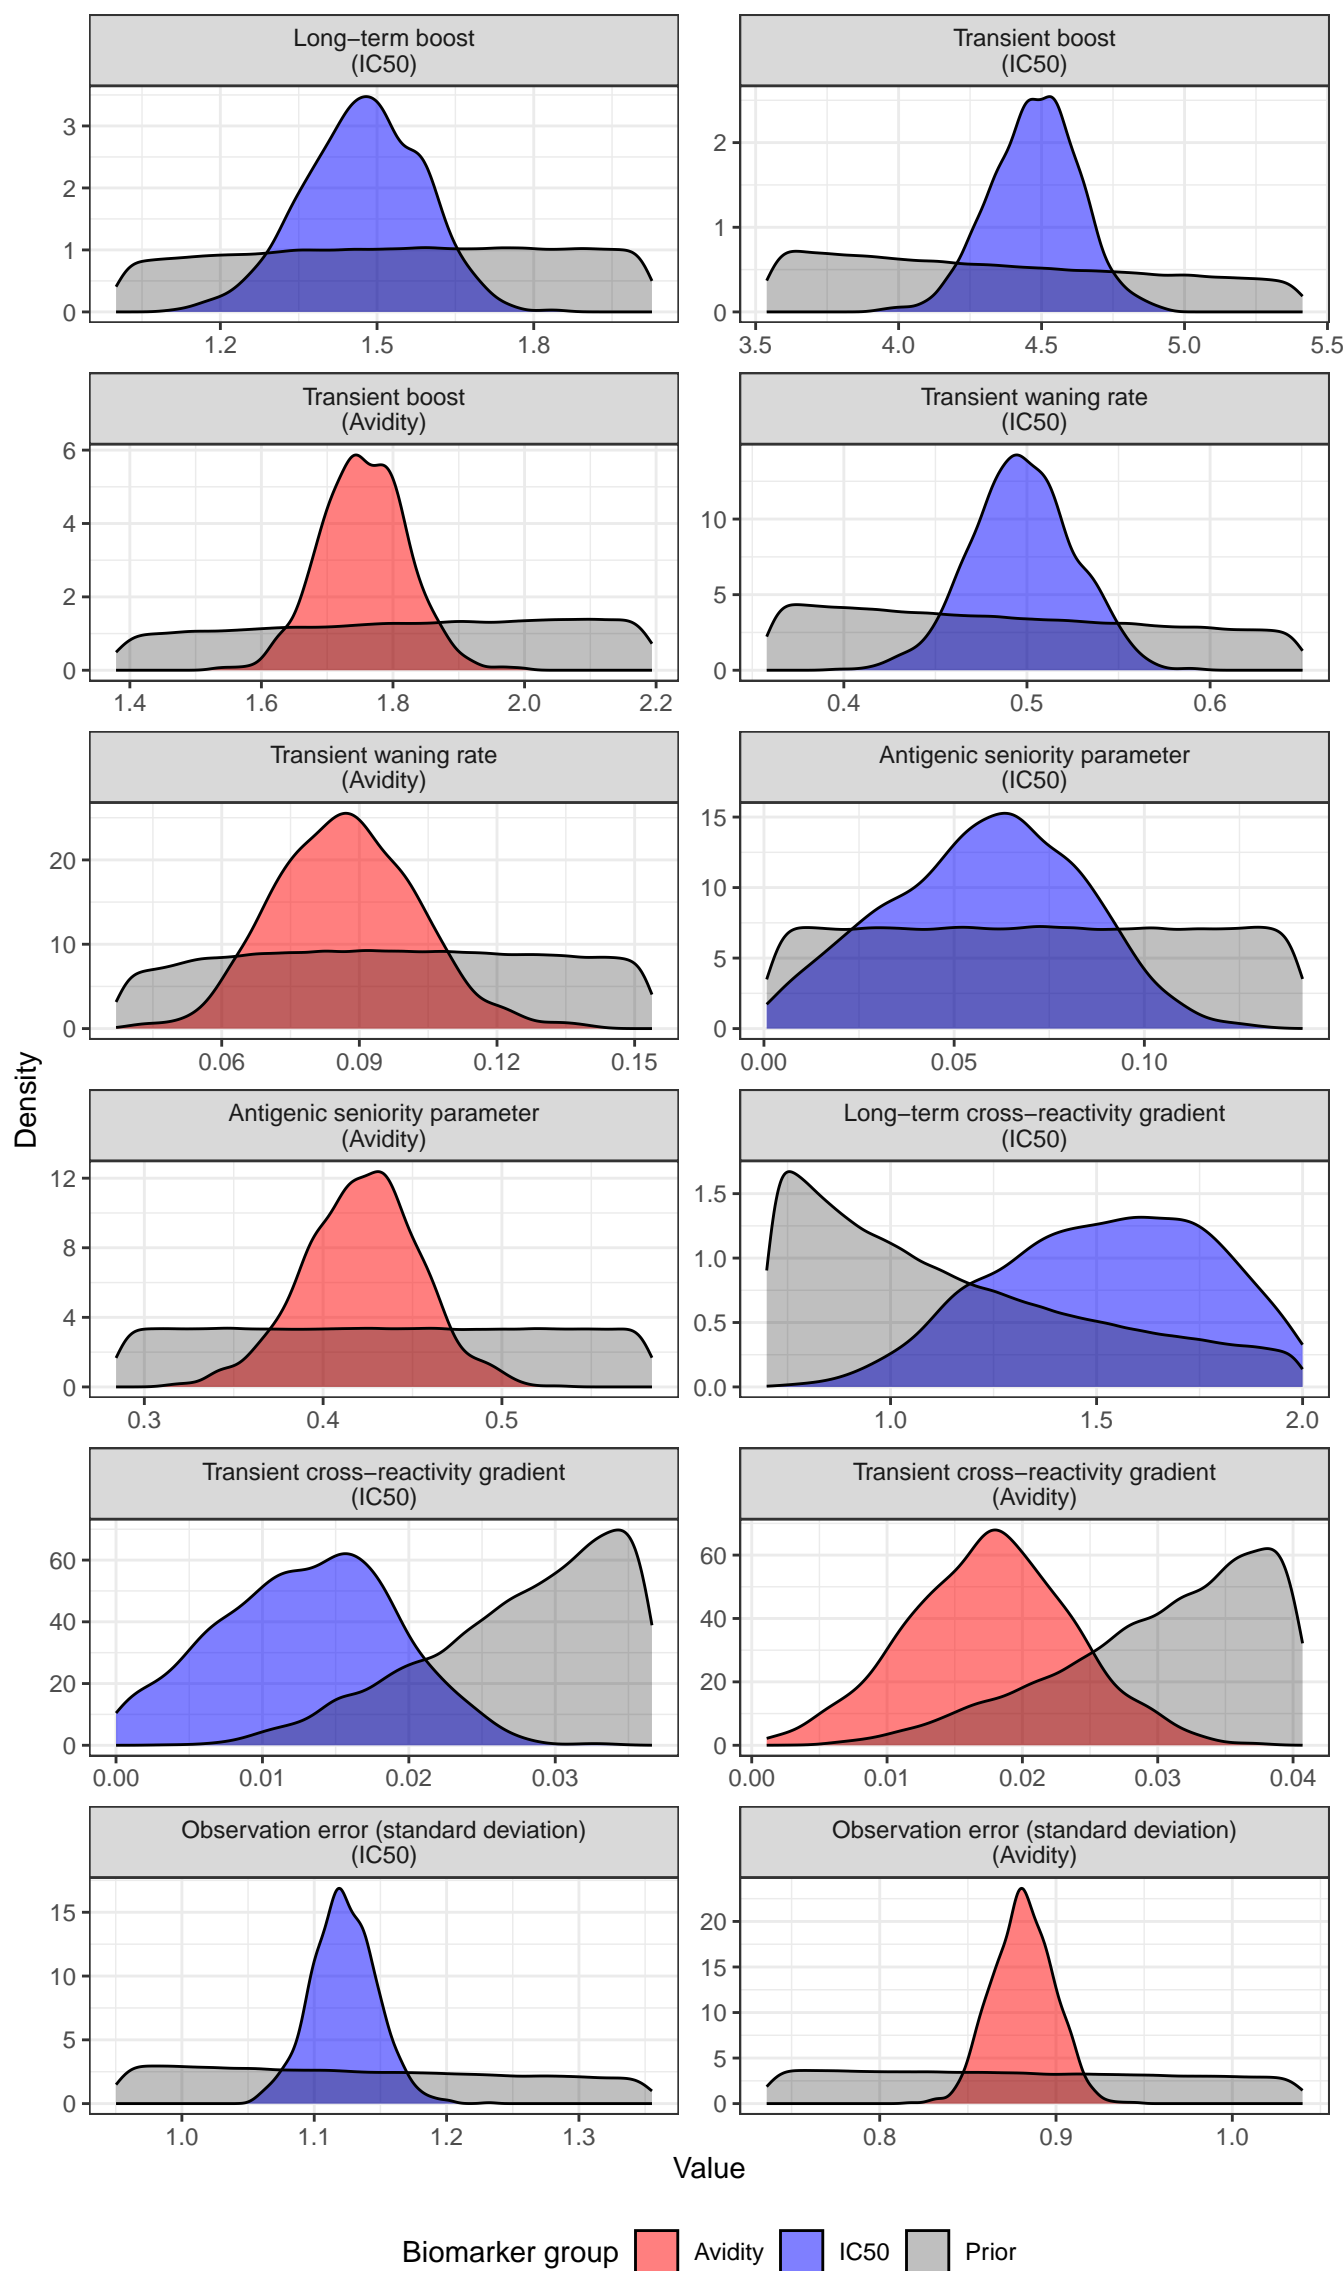 Long−term boost
(IC50)
Transient boost
(IC50)
3
2
1
0
1.2 1.5 1.8
2
1
0
3.5 4.0 4.5 5.0 5.5
Transient boost
(Avidity)
Transient waning rate
(IC50)
6
4
2
0
1.4 1.6 1.8 2.0 2.2
10
5
0
0.4 0.5 0.6
Transient waning rate
(Avidity)
Antigenic seniority parameter
(IC50)
20
10
0
0.06 0.09 0.12 0.15
15
10
5
0
0.00 0.05 0.10
Density
Antigenic seniority parameter
(Avidity)
Long−term cross−reactivity gradient
(IC50)
12
8
4
0
0.3 0.4 0.5
1.5
1.0
0.5
0.0
1.0 1.5 2.0
Transient cross−reactivity gradient
(IC50)
Transient cross−reactivity gradient
(Avidity)
60
40
20
0
0.00 0.01 0.02 0.03
60
40
20
0
0.00 0.01 0.02 0.03 0.04
Observation error (standard deviation)
(IC50)
Observation error (standard deviation)
(Avidity)
15
10
5
0
1.0 1.1 1.2 1.3
20
15
10
5
0
0.8 0.9 1.0
Value
Biomarker group Avidity IC50 Prior